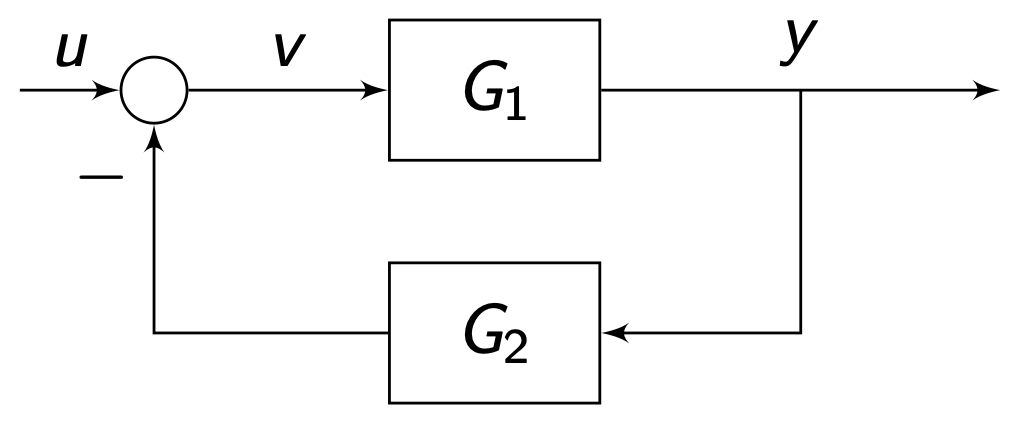 u
v
G₁
y
—
G₂